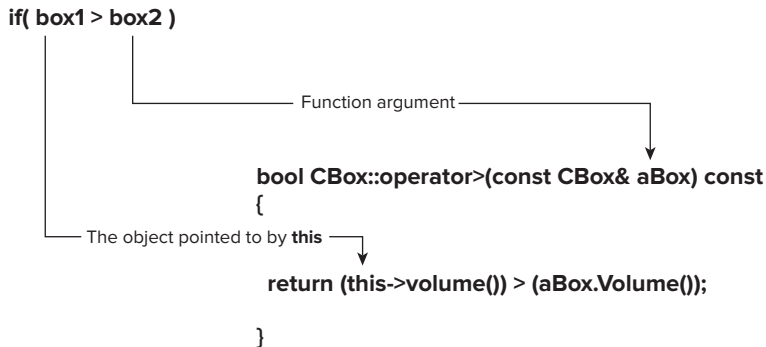 if( box1 > box2 )
Function argument
bool CBox::operator>(const CBox& aBox) const
{
The object pointed to by this
return (this->volume()) > (aBox.Volume());
}